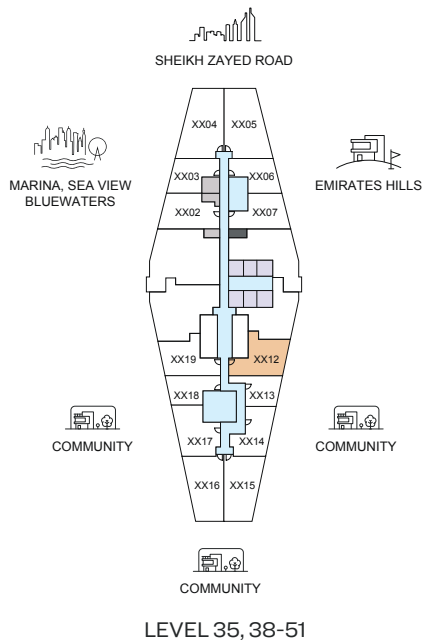 SHEIKH ZAYED ROAD
XX04
XX05
MARINA, SEA VIEW
BLUEWATERS
EMIRATES HILLS
XX03
XX06
XX02
XX07
XX19
XX12
XX18
XX13
COMMUNITY
COMMUNITY
XX17
XX14
XX16
XX15
COMMUNITY
LEVEL 35, 38-51